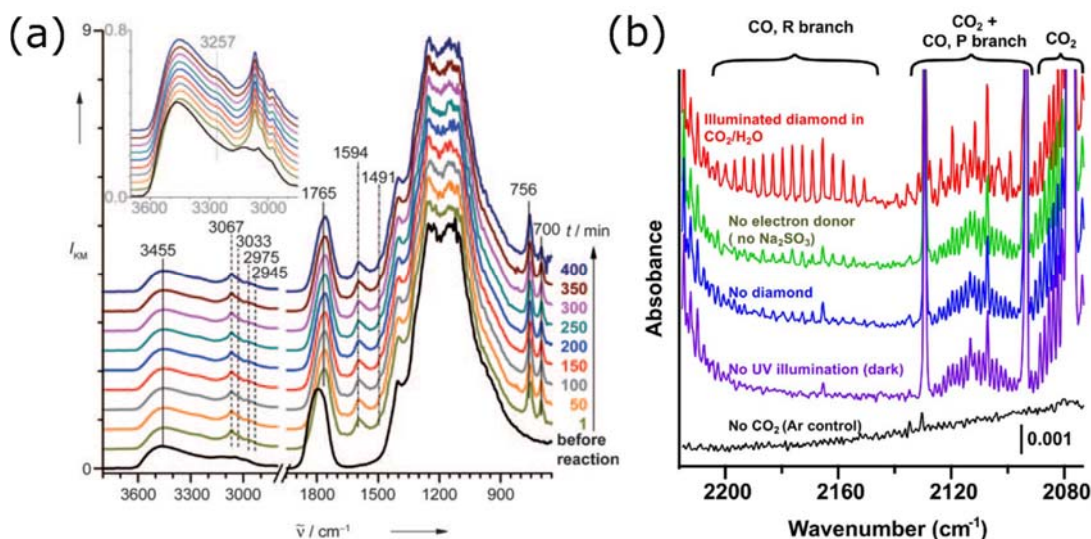 (a)
9
0.8
3257
0.0
3600
3300
3000
I_KM
3455
3067
3033
2975
2945
1765
1594
1491
756
700
t / min
400
350
300
250
200
150
100
50
1
before
reaction
0
3600
3300
3000
1800
1500
1200
900
ṽ / cm⁻¹
(b)
CO, R branch
CO₂ +
CO, P branch
CO₂
Illuminated diamond in
CO₂/H₂O
No electron donor
( no Na₂SO₃)
No diamond
No UV illumination (dark)
No CO₂ (Ar control)
0.001
Absorbance
2200
2160
2120
2080
Wavenumber (cm⁻¹)